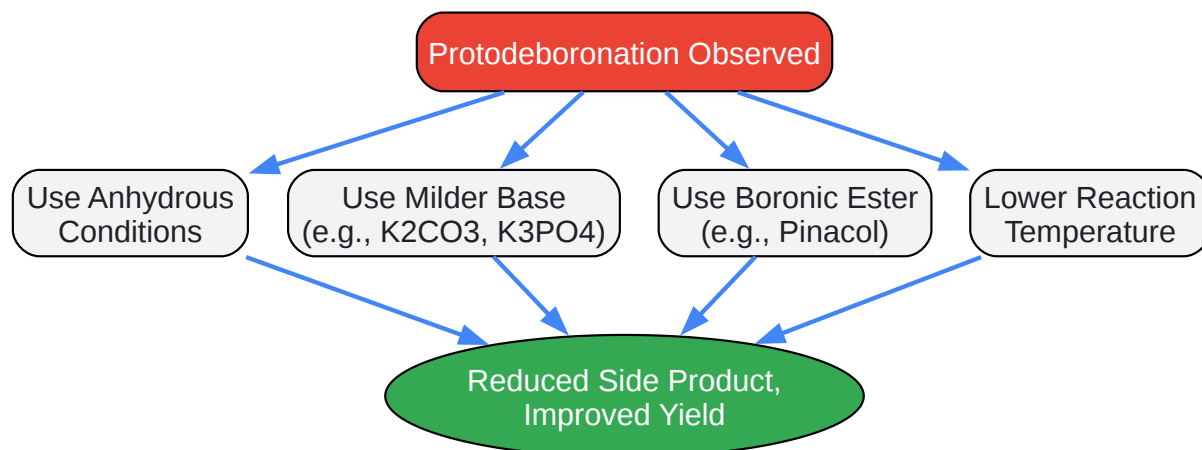 Protodeboronation Observed
Use Anhydrous
Conditions
Use Milder Base
(e.g., K2CO3, K3PO4)
Use Boronic Ester
(e.g., Pinacol)
Lower Reaction
Temperature
Reduced Side Product,
Improved Yield